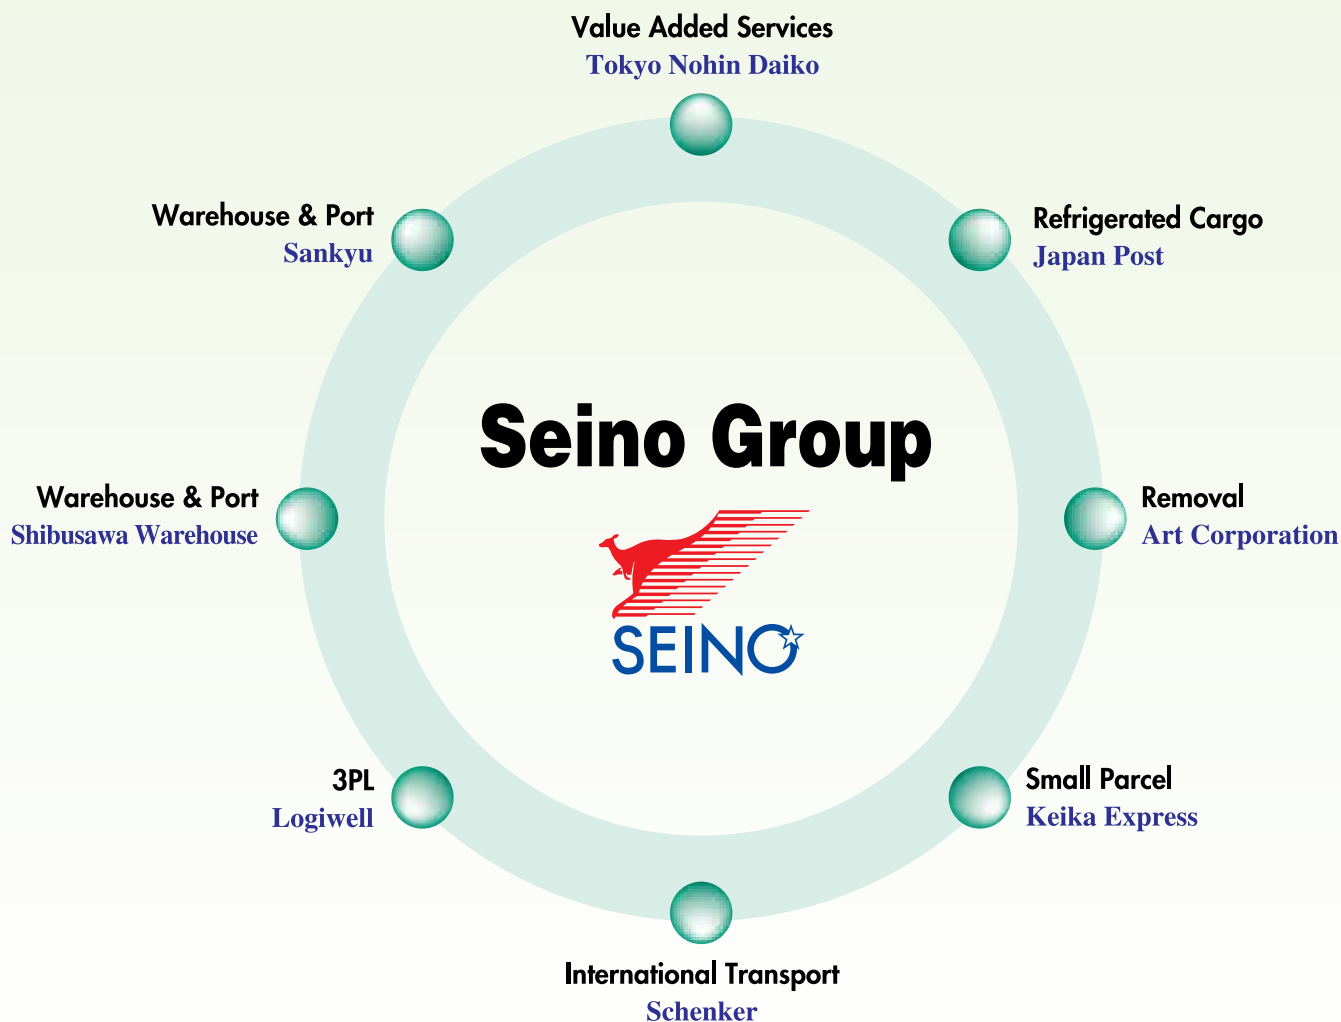 Value Added Services
Tokyo Nohin Daiko
Warehouse & Port
Sankyu
Refrigerated Cargo
Japan Post
Seino Group
Warehouse & Port
Shibusawa Warehouse
Removal
Art Corporation
SEINO
3PL
Logiwell
Small Parcel
Keika Express
International Transport
Schenker